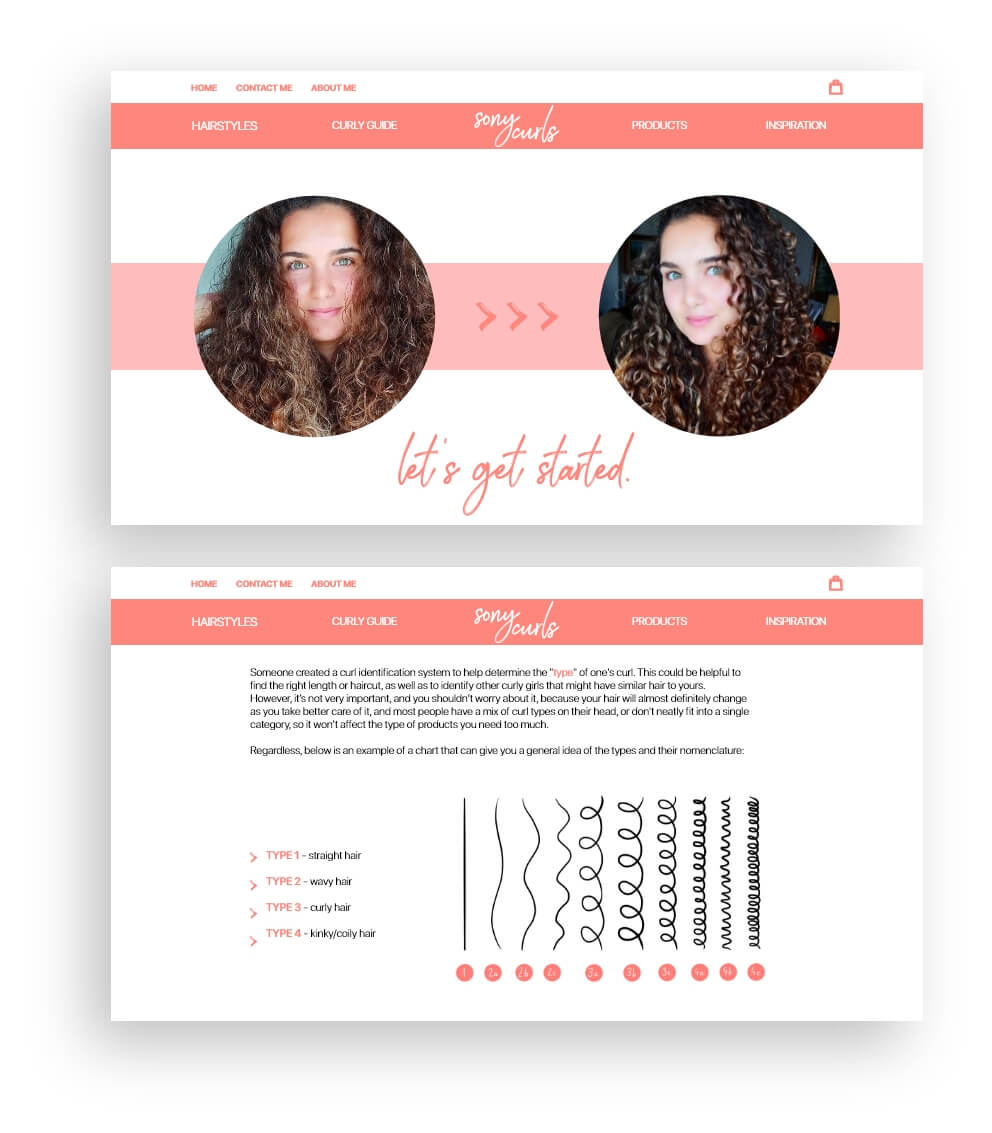 HOME CONTACT ME ABOUT ME
HAIRSTYLES CURLY GUIDE sony curls PRODUCTS INSPIRATION
let's get started.
HOME CONTACT ME ABOUT ME
HAIRSTYLES CURLY GUIDE sony curls PRODUCTS INSPIRATION
Someone created a curl identification system to help determine the "type" of one's curl. This could be helpful to
find the right length or haircut, as well as to identify other curly girls that might have similar hair to yours.
However, it's not very important, and you shouldn't worry about it, because your hair will almost definitely change
as you take better care of it, and most people have a mix of curl types on their head, or don't neatly fit into a single
category, so it won't affect the type of products you need too much.
Regardless, below is an example of a chart that can give you a general idea of the types and their nomenclature:
TYPE 1 - straight hair
TYPE 2 - wavy hair
TYPE 3 - curly hair
TYPE 4 - kinky/coily hair
1 2a 2b 2c 3a 3b 3c 4a 4b 4c